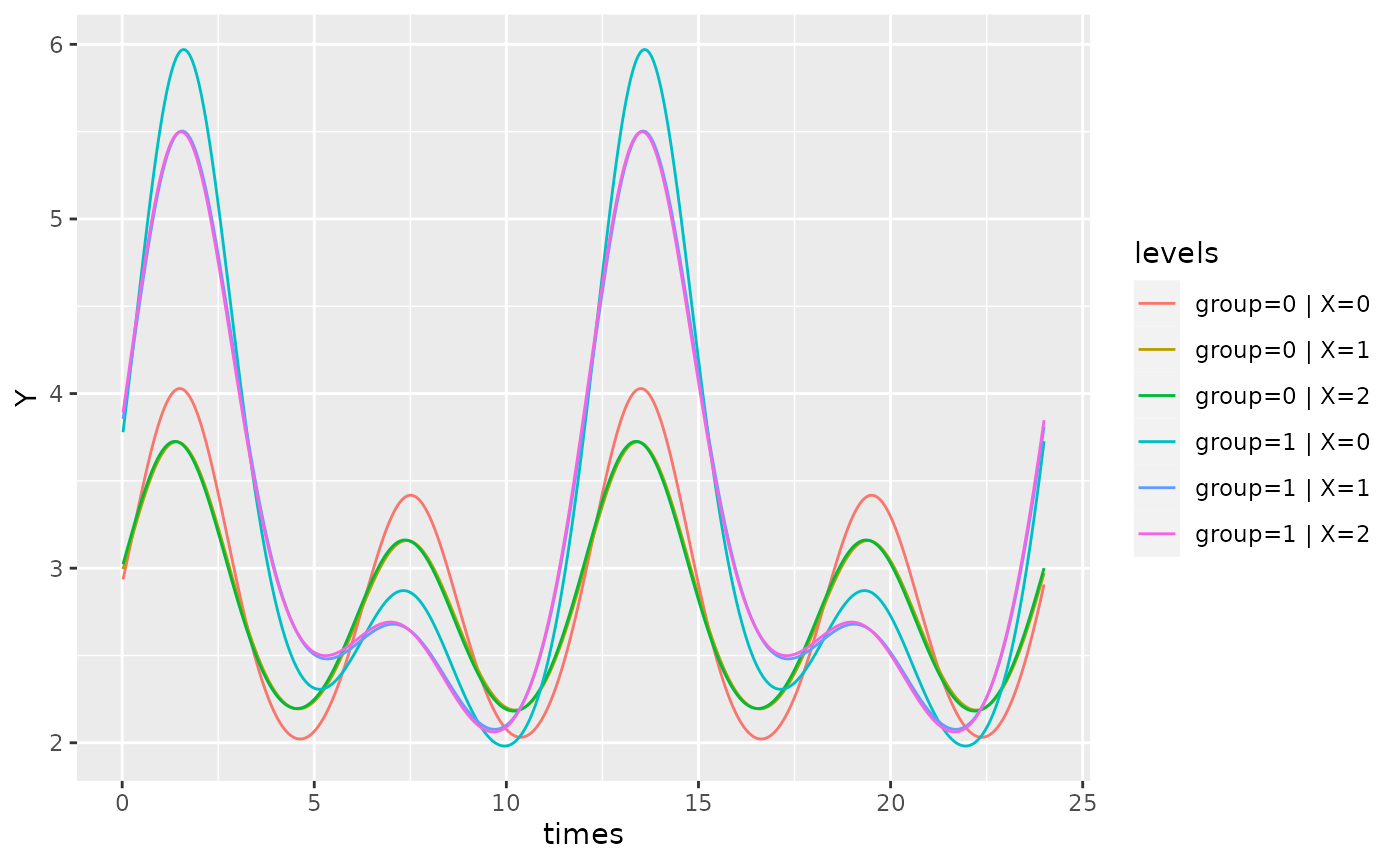 6
5
4
3
2
Y
0
5
10
15
20
25
times
levels
group=0 | X=0
group=0 | X=1
group=0 | X=2
group=1 | X=0
group=1 | X=1
group=1 | X=2